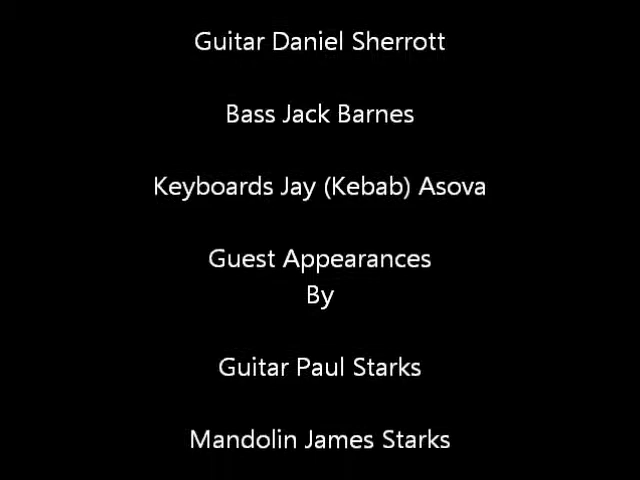 Guitar Daniel Sherrott
Bass Jack Barnes
Keyboards Jay (Kebab) Asova
Guest Appearances
By
Guitar Paul Starks
Mandolin James Starks